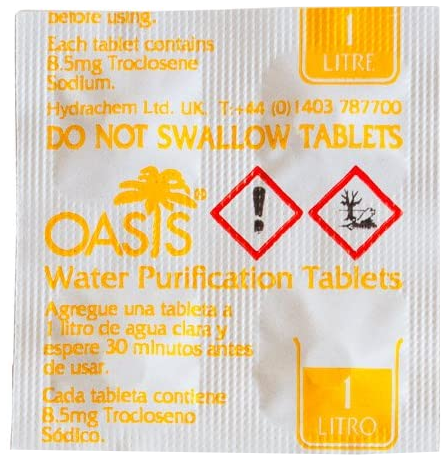 before using.
Each tablet contains
8.5mg Troclosene
Sodium.
1
LITRE
Hydrachem Ltd. UK. T:+44 (0)1403 787700
DO NOT SWALLOW TABLETS
OASIS®
Water Purification Tablets
Agregue una tableta a
1 litro de agua clara y
espere 30 minutos antes
de usar.
Cada tableta contiene
8.5mg Trocloseno
Sódico.
1
LITRO